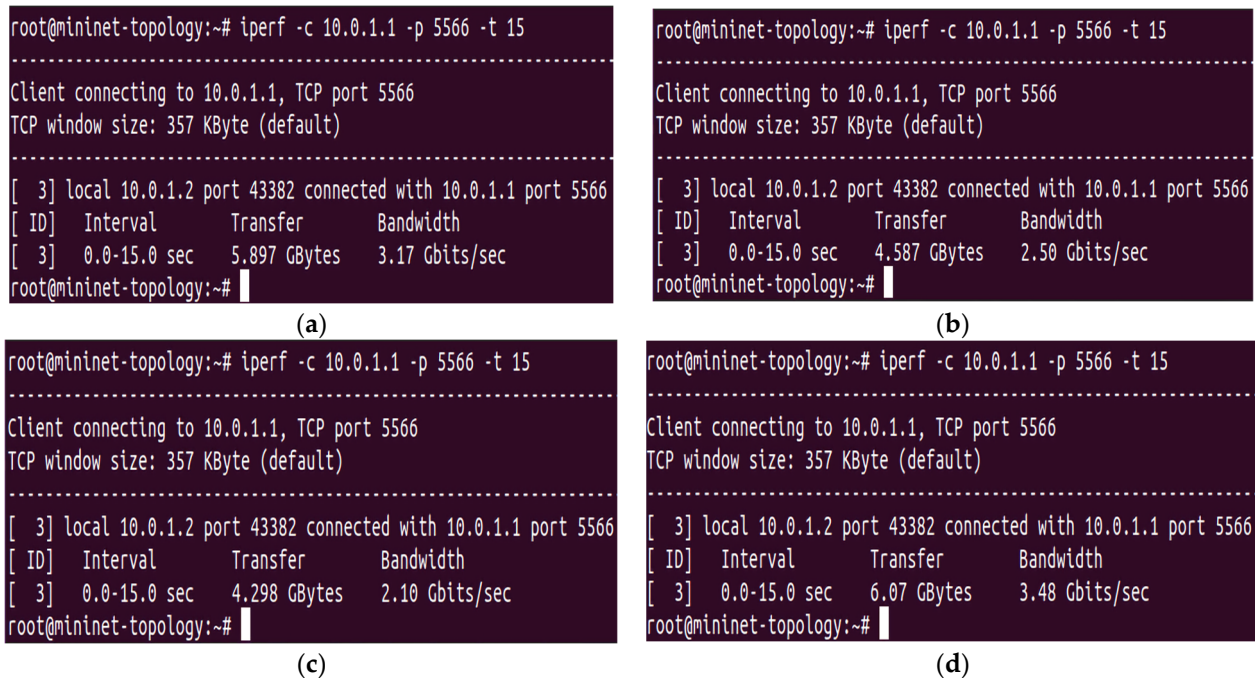 root@mininet-topology:~# iperf -c 10.0.1.1 -p 5566 -t 15
------------------------------------------------------------
Client connecting to 10.0.1.1, TCP port 5566
TCP window size: 357 KByte (default)
------------------------------------------------------------
[  3] local 10.0.1.2 port 43382 connected with 10.0.1.1 port 5566
[ ID]   Interval      Transfer      Bandwidth
[  3]   0.0-15.0 sec   5.897 GBytes   3.17 Gbits/sec
root@mininet-topology:~#
(a)
root@mininet-topology:~# iperf -c 10.0.1.1 -p 5566 -t 15
------------------------------------------------------------
Client connecting to 10.0.1.1, TCP port 5566
TCP window size: 357 KByte (default)
------------------------------------------------------------
[  3] local 10.0.1.2 port 43382 connected with 10.0.1.1 port 5566
[ ID]   Interval      Transfer      Bandwidth
[  3]   0.0-15.0 sec   4.587 GBytes   2.50 Gbits/sec
root@mininet-topology:~#
(b)
root@mininet-topology:~# iperf -c 10.0.1.1 -p 5566 -t 15
------------------------------------------------------------
Client connecting to 10.0.1.1, TCP port 5566
TCP window size: 357 KByte (default)
------------------------------------------------------------
[  3] local 10.0.1.2 port 43382 connected with 10.0.1.1 port 5566
[ ID]   Interval      Transfer      Bandwidth
[  3]   0.0-15.0 sec   4.298 GBytes   2.10 Gbits/sec
root@mininet-topology:~#
(c)
root@mininet-topology:~# iperf -c 10.0.1.1 -p 5566 -t 15
------------------------------------------------------------
Client connecting to 10.0.1.1, TCP port 5566
TCP window size: 357 KByte (default)
------------------------------------------------------------
[  3] local 10.0.1.2 port 43382 connected with 10.0.1.1 port 5566
[ ID]   Interval      Transfer      Bandwidth
[  3]   0.0-15.0 sec   6.07 GBytes   3.48 Gbits/sec
root@mininet-topology:~#
(d)